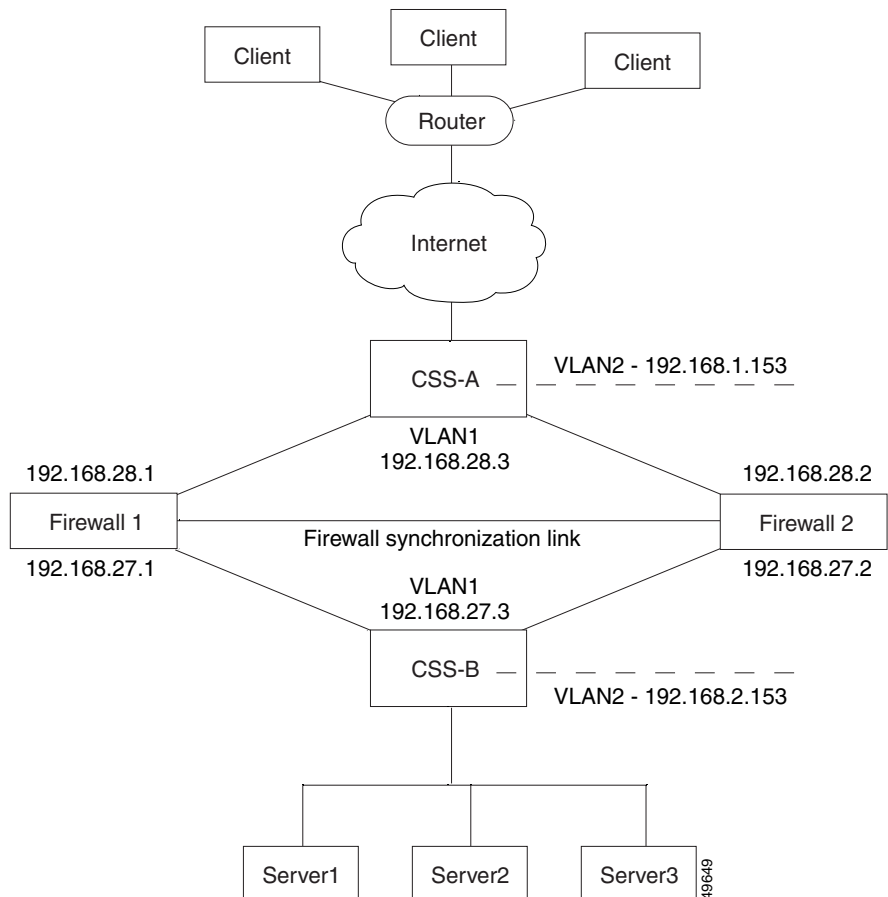 Client
Client
Client
Router
Internet
CSS-A
VLAN2 - 192.168.1.153
VLAN1
192.168.28.3
192.168.28.1
192.168.28.2
Firewall 1
Firewall 2
Firewall synchronization link
192.168.27.1
192.168.27.2
VLAN1
192.168.27.3
CSS-B
VLAN2 - 192.168.2.153
Server1
Server2
Server3
49649